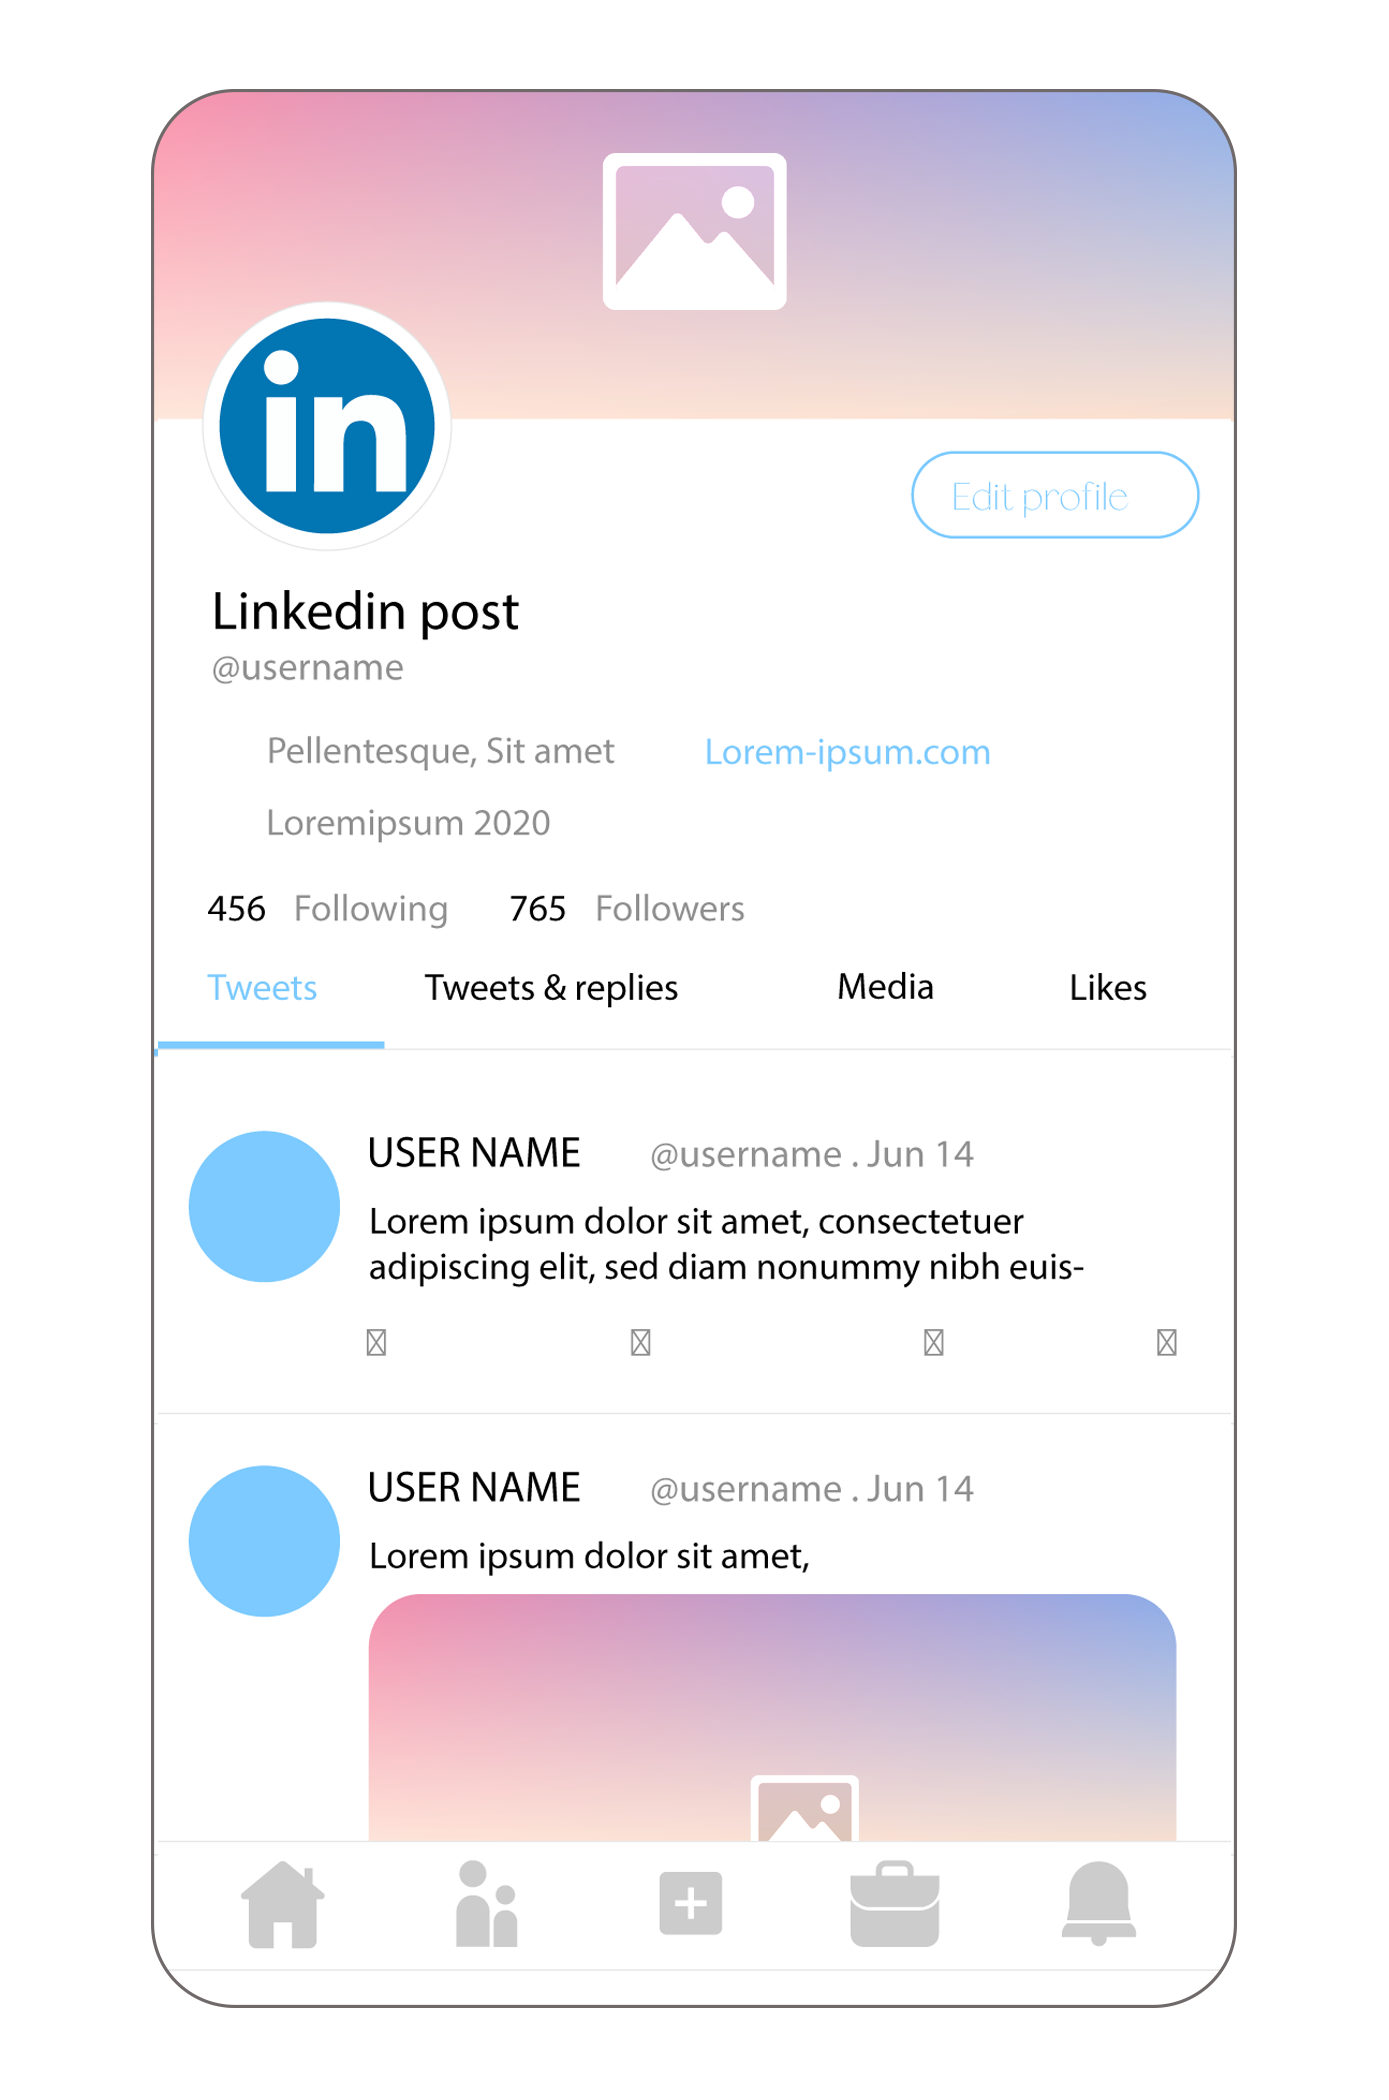 in
Edit profile
Linkedin post
@username
Pellentesque, Sit amet Lorem-ipsum.com
Loremipsum 2020
456 Following 765 Followers
Tweets Tweets & replies Media Likes
USER NAME @username . Jun 14
Lorem ipsum dolor sit amet, consectetuer
adipiscing elit, sed diam nonummy nibh euis-
USER NAME @username . Jun 14
Lorem ipsum dolor sit amet,